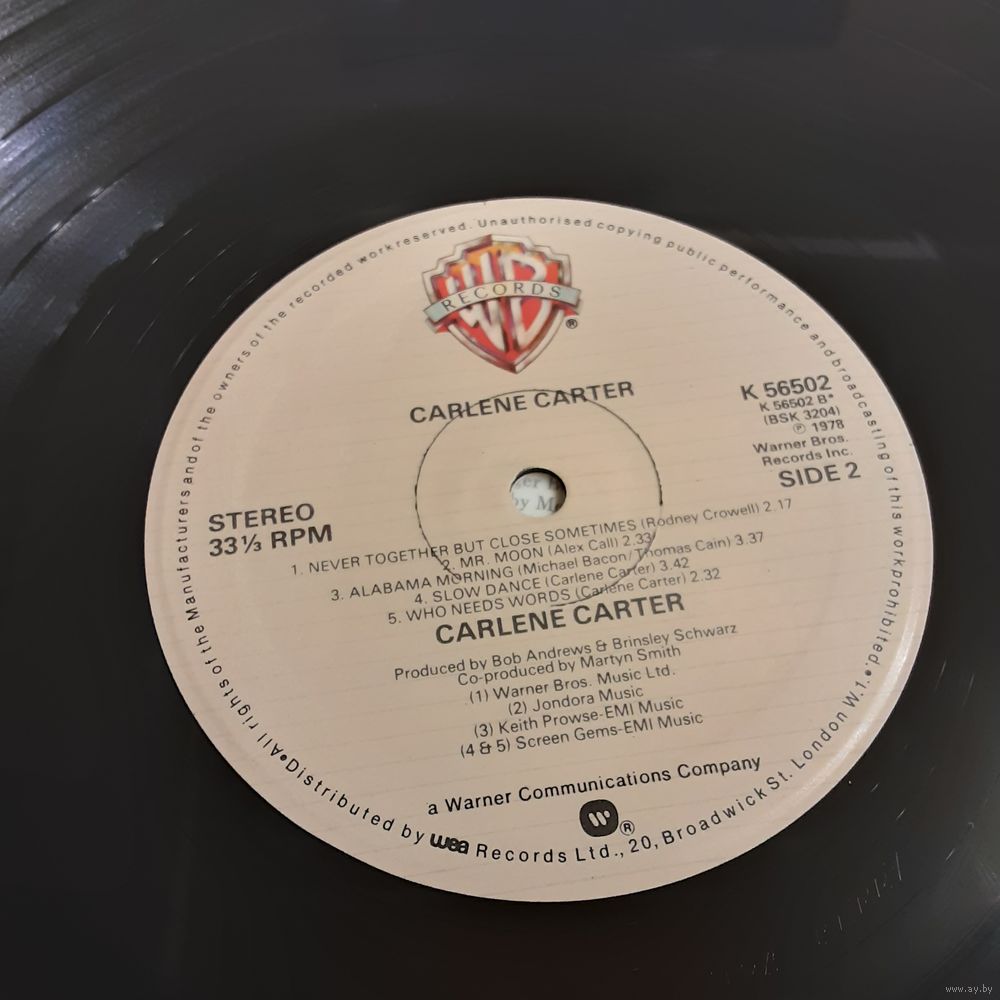 All rights of the Manufacturers and of the owners of the recorded work reserved. Unauthorised copying public performance and broadcasting of this work prohibited.
WB
RECORDS
®
CARLENE CARTER
K 56502
K 56502 B*
(BSK 3204)
℗ 1978
Warner Bros.
Records Inc.
SIDE 2
STEREO
33⅓ RPM
1. NEVER TOGETHER BUT CLOSE SOMETIMES (Rodney Crowell) 2.17
2. MR. MOON (Alex Call) 2.33
3. ALABAMA MORNING (Michael Bacon/Thomas Cain) 3.37
4. SLOW DANCE (Carlene Carter) 3.42
5. WHO NEEDS WORDS (Carlene Carter) 2.32
CARLENE CARTER
Produced by Bob Andrews & Brinsley Schwarz
Co-produced by Martyn Smith
(1) Warner Bros. Music Ltd.
(2) Jondora Music
(3) Keith Prowse-EMI Music
(4 & 5) Screen Gems-EMI Music
a Warner Communications Company
®
•Distributed by wea Records Ltd., 20, Broadwick St. London W.1.•
www.ay.by